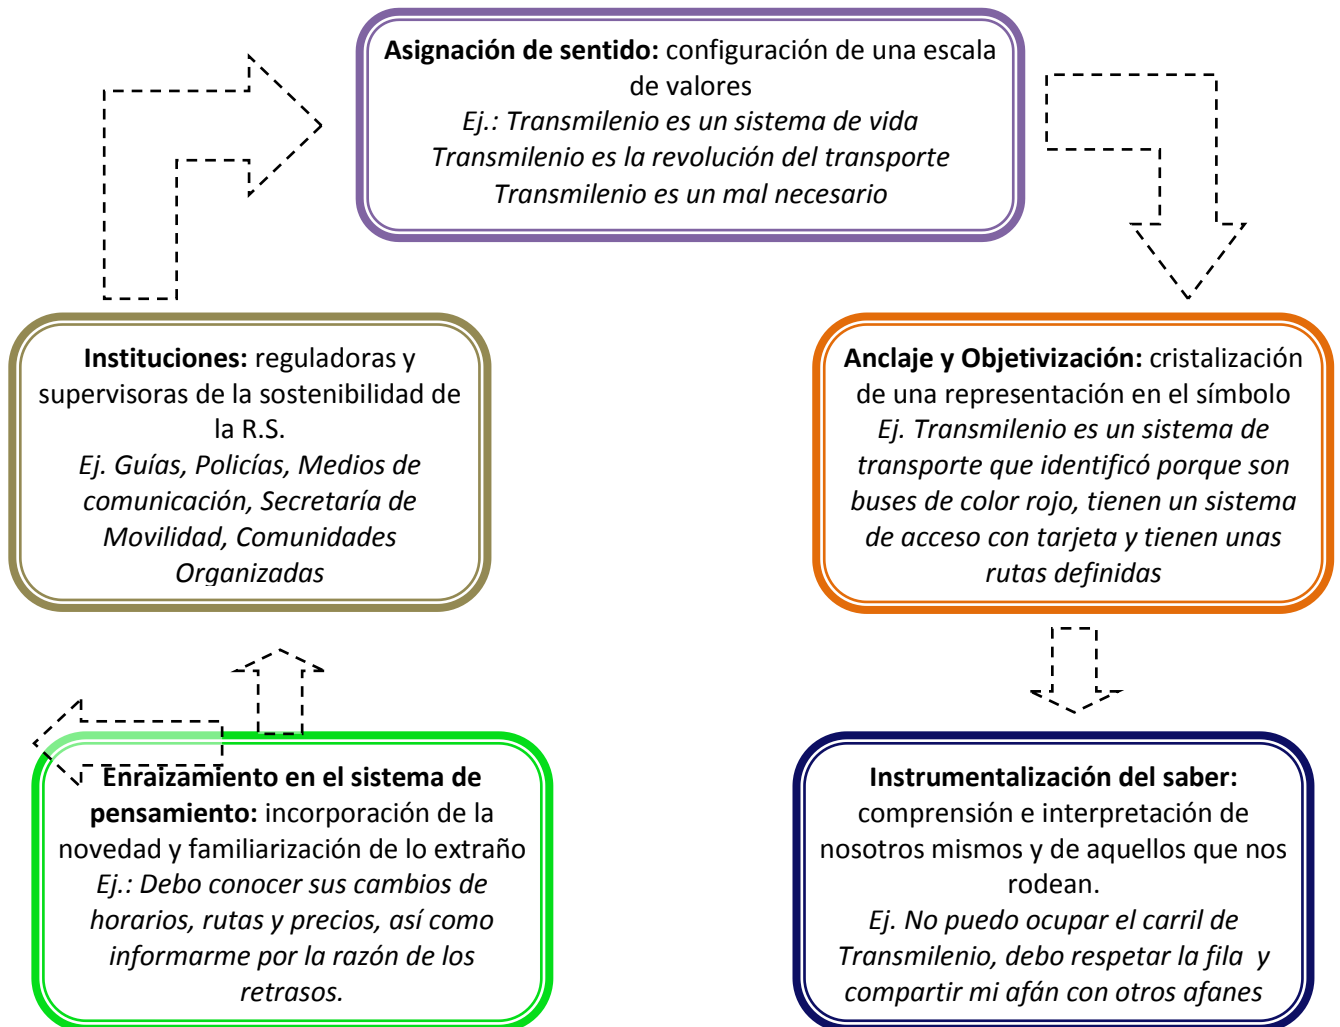 Asignación de sentido: configuración de una escala
de valores
Ej.: Transmilenio es un sistema de vida
Transmilenio es la revolución del transporte
Transmilenio es un mal necesario
Instituciones: reguladoras y
supervisoras de la sostenibilidad de
la R.S.
Ej. Guías, Policías, Medios de
comunicación, Secretaría de
Movilidad, Comunidades
Organizadas
Anclaje y Objetivización: cristalización
de una representación en el símbolo
Ej. Transmilenio es un sistema de
transporte que identificó porque son
buses de color rojo, tienen un sistema
de acceso con tarjeta y tienen unas
rutas definidas
Enraizamiento en el sistema de
pensamiento: incorporación de la
novedad y familiarización de lo extraño
Ej.: Debo conocer sus cambios de
horarios, rutas y precios, así como
informarme por la razón de los
retrasos.
Instrumentalización del saber:
comprensión e interpretación de
nosotros mismos y de aquellos que nos
rodean.
Ej. No puedo ocupar el carril de
Transmilenio, debo respetar la fila  y
compartir mi afán con otros afanes